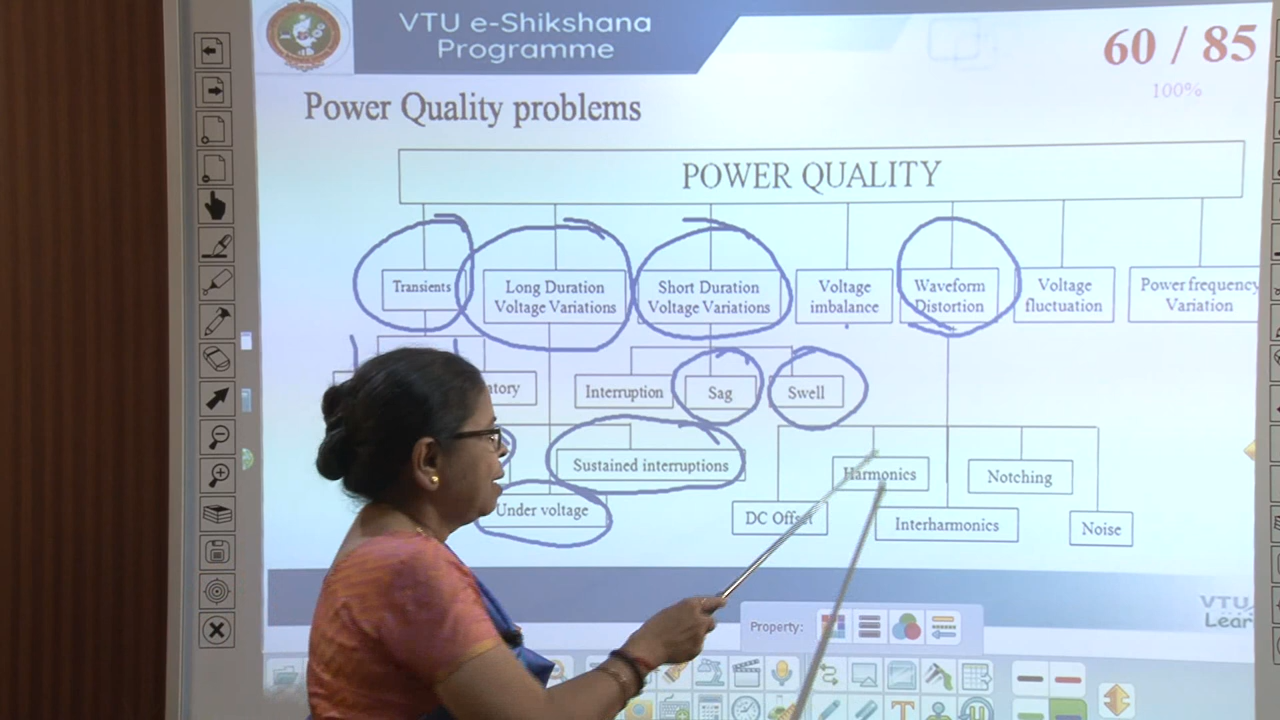 VTU e-Shikshana
Programme
60 / 85
100%
Power Quality problems
POWER QUALITY
Transients
Long Duration
Voltage Variations
Short Duration
Voltage Variations
Voltage
imbalance
Waveform
Distortion
Voltage
fluctuation
Power frequency
Variation
Interruption
Sag
Swell
Sustained interruptions
Under voltage
Harmonics
Notching
DC Offset
Interharmonics
Noise
VTU
Property: